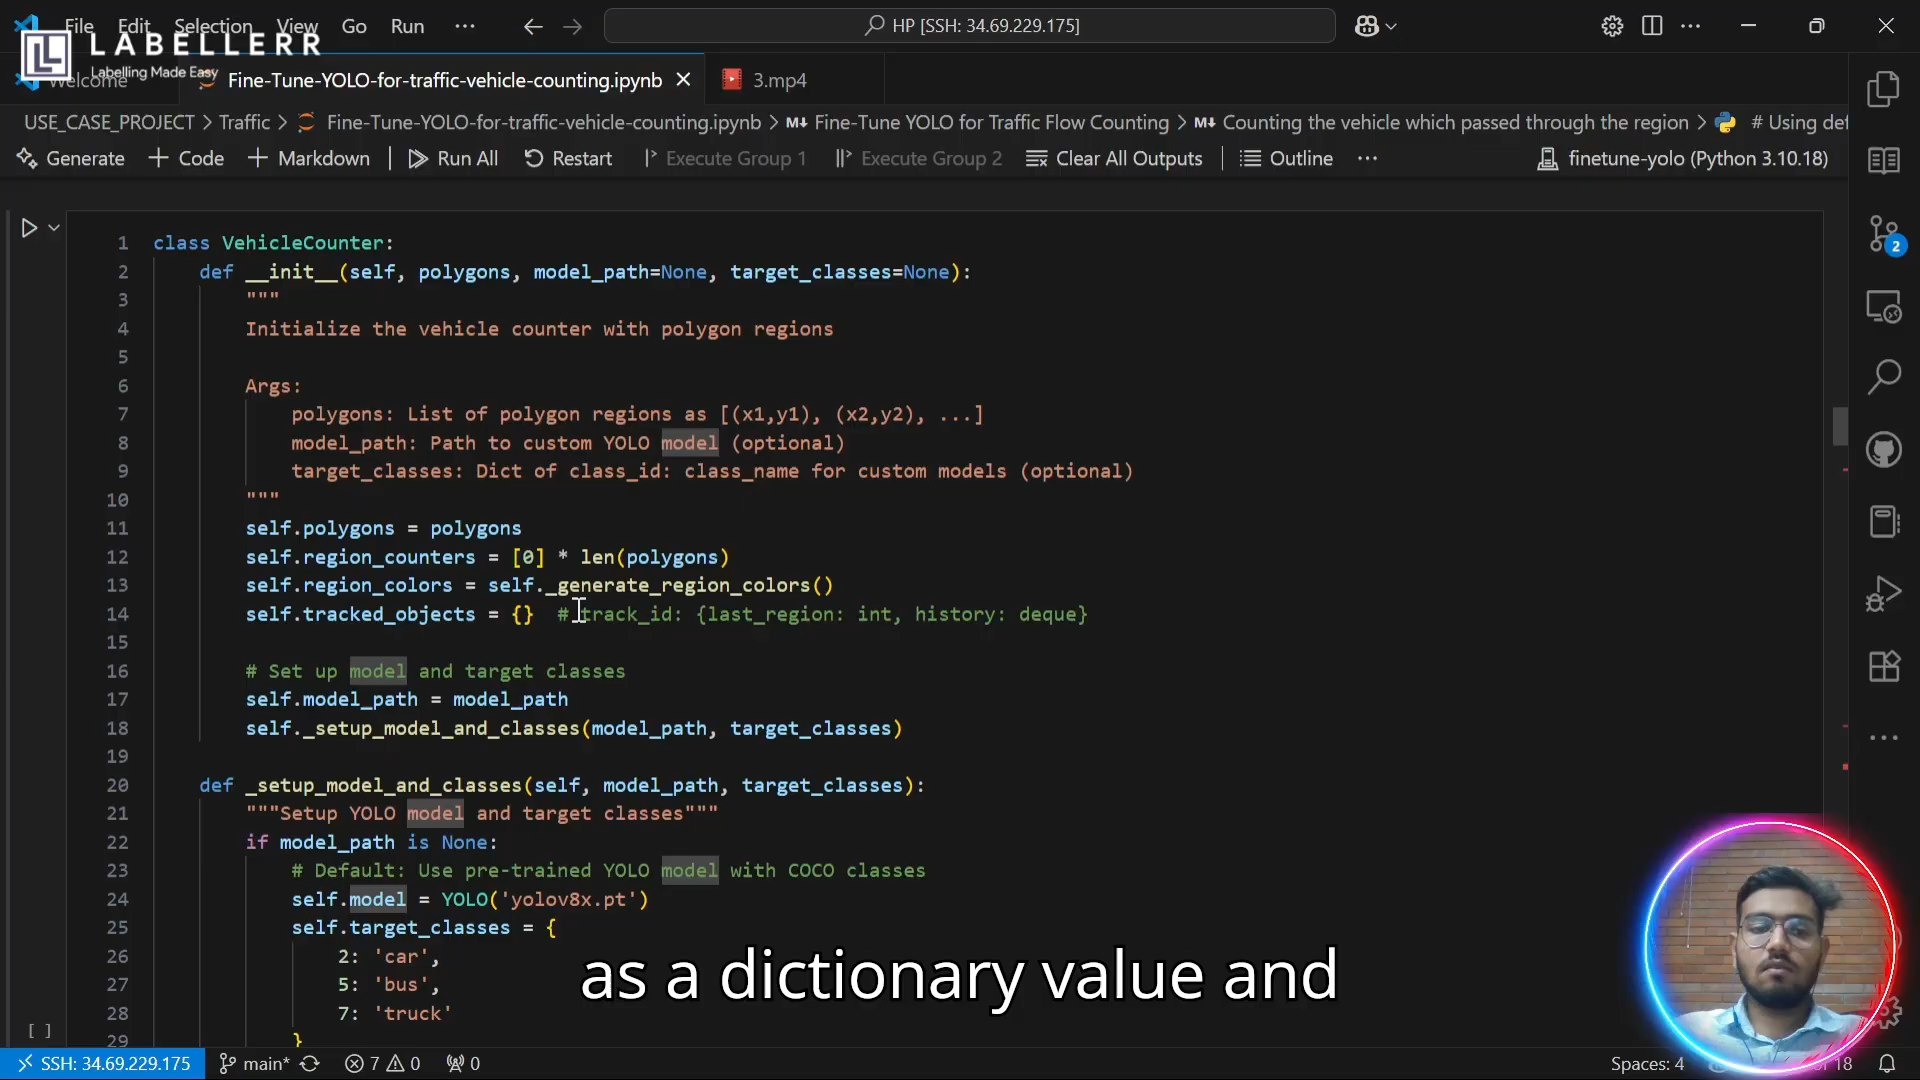 File Edit Selection View Go Run ··· HP [SSH: 34.69.229.175]
LABELLERR
Labelling Made Easy
Welcome Fine-Tune-YOLO-for-traffic-vehicle-counting.ipynb 3.mp4
USE_CASE_PROJECT > Traffic > Fine-Tune-YOLO-for-traffic-vehicle-counting.ipynb > M↓ Fine-Tune YOLO for Traffic Flow Counting > M↓ Counting the vehicle which passed through the region > # Using def
Generate + Code + Markdown | Run All Restart Execute Group 1 Execute Group 2 Clear All Outputs | Outline ··· finetune-yolo (Python 3.10.18)
1 class VehicleCounter:
2 def __init__(self, polygons, model_path=None, target_classes=None):
3 """
4 Initialize the vehicle counter with polygon regions
5
6 Args:
7 polygons: List of polygon regions as [(x1,y1), (x2,y2), ...]
8 model_path: Path to custom YOLO model (optional)
9 target_classes: Dict of class_id: class_name for custom models (optional)
10 """
11 self.polygons = polygons
12 self.region_counters = [0] * len(polygons)
13 self.region_colors = self._generate_region_colors()
14 self.tracked_objects = {} # track_id: {last_region: int, history: deque}
15
16 # Set up model and target classes
17 self.model_path = model_path
18 self._setup_model_and_classes(model_path, target_classes)
19
20 def _setup_model_and_classes(self, model_path, target_classes):
21 """Setup YOLO model and target classes"""
22 if model_path is None:
23 # Default: Use pre-trained YOLO model with COCO classes
24 self.model = YOLO('yolov8x.pt')
25 self.target_classes = {
26 2: 'car',
27 5: 'bus',
28 7: 'truck'
29 }
[ ]
2
as a dictionary value and
SSH: 34.69.229.175 main* 7 0 0 Spaces: 4 18